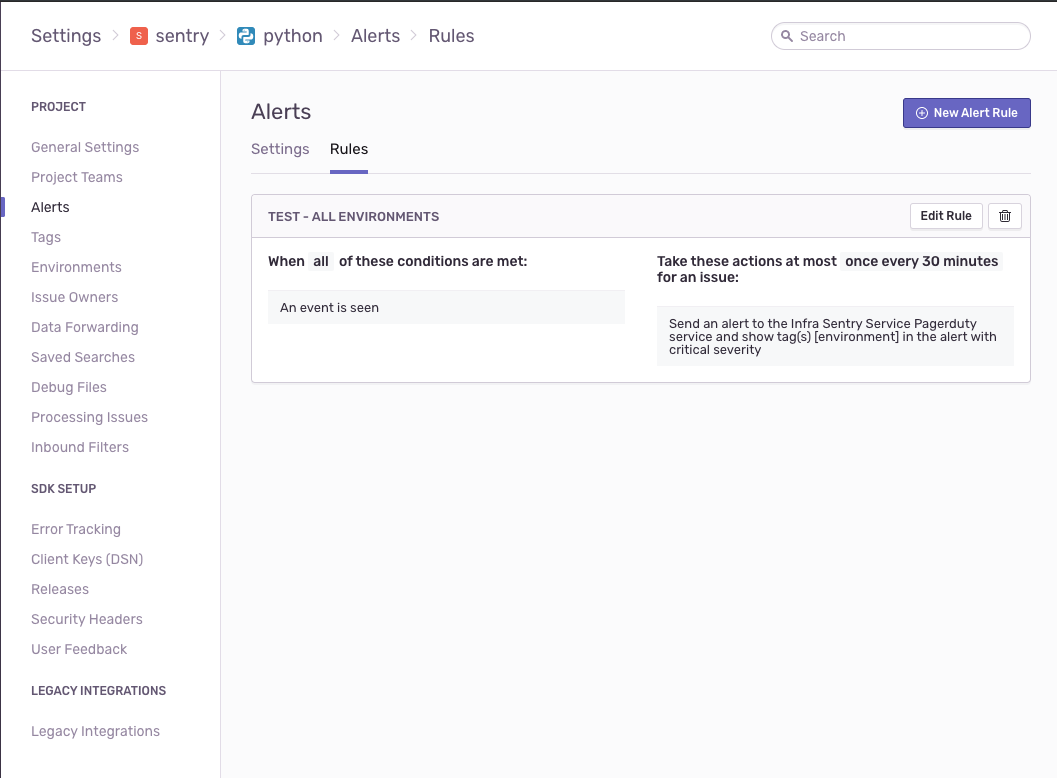 Settings > S sentry > python > Alerts > Rules
Search
PROJECT
General Settings
Project Teams
Alerts
Tags
Environments
Issue Owners
Data Forwarding
Saved Searches
Debug Files
Processing Issues
Inbound Filters
SDK SETUP
Error Tracking
Client Keys (DSN)
Releases
Security Headers
User Feedback
LEGACY INTEGRATIONS
Legacy Integrations
Alerts
New Alert Rule
Settings
Rules
TEST - ALL ENVIRONMENTS
Edit Rule
When all of these conditions are met:
An event is seen
Take these actions at most once every 30 minutes
for an issue:
Send an alert to the Infra Sentry Service Pagerduty
service and show tag(s) [environment] in the alert with
critical severity